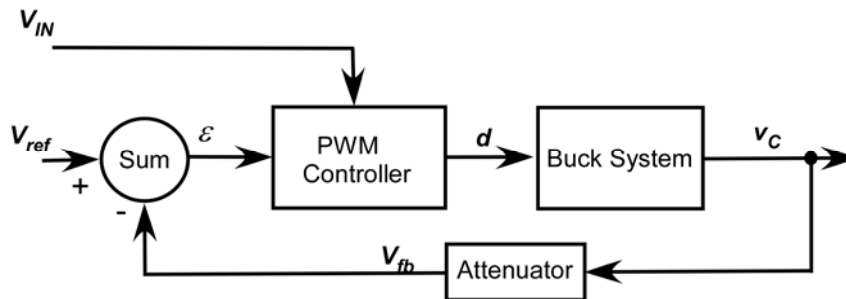 V_IN
V_ref
+
Sum
-
ε
PWM
Controller
d
Buck System
v_C
V_fb
Attenuator